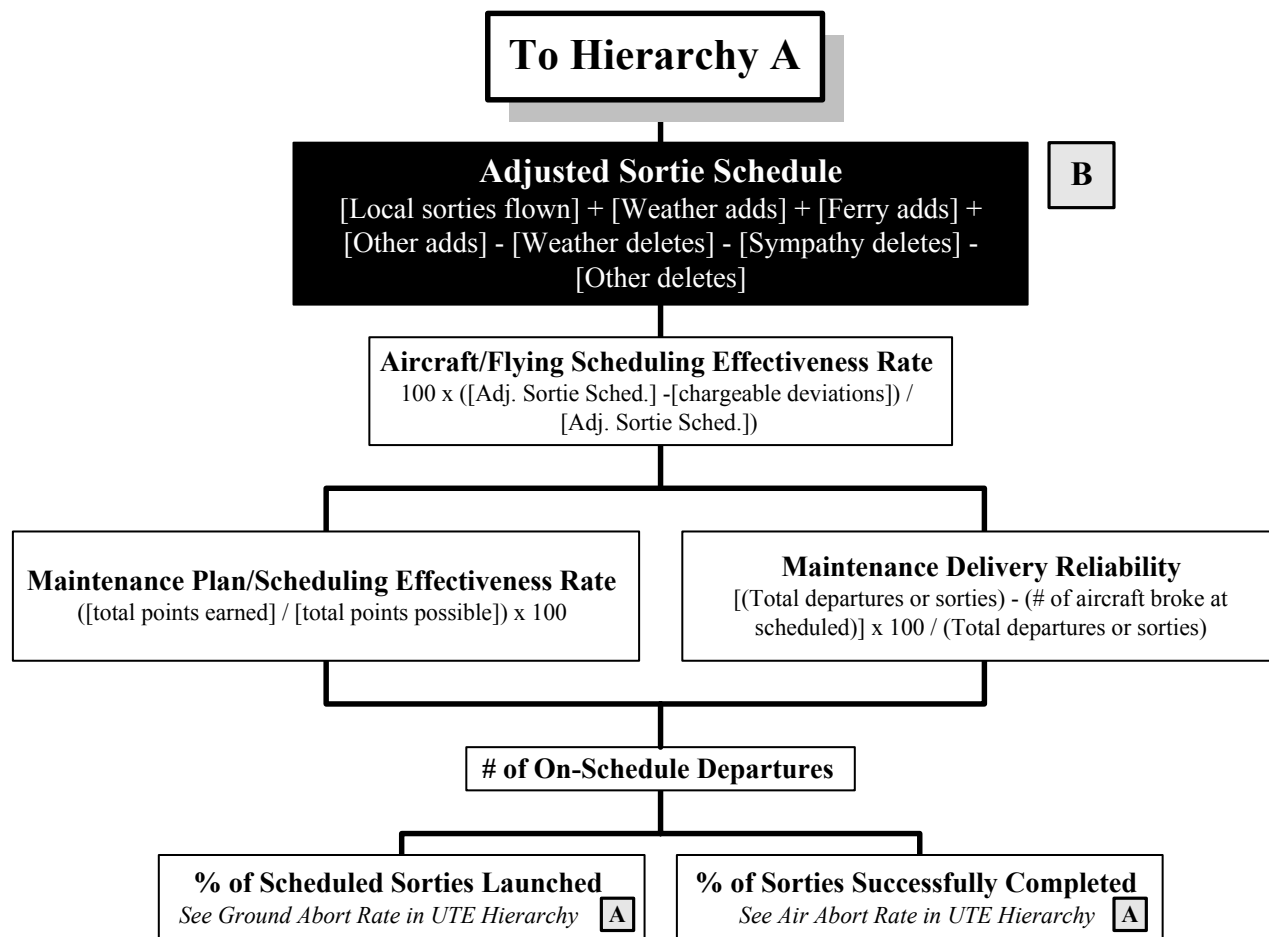 To Hierarchy A
Adjusted Sortie Schedule
B
[Local sorties flown] + [Weather adds] + [Ferry adds] +
[Other adds] - [Weather deletes] - [Sympathy deletes] -
[Other deletes]
Aircraft/Flying Scheduling Effectiveness Rate
100 x ([Adj. Sortie Sched.] -[chargeable deviations]) /
[Adj. Sortie Sched.])
Maintenance Plan/Scheduling Effectiveness Rate
([total points earned] / [total points possible]) x 100
Maintenance Delivery Reliability
[(Total departures or sorties) - (# of aircraft broke at
scheduled)] x 100 / (Total departures or sorties)
# of On-Schedule Departures
% of Scheduled Sorties Launched
See Ground Abort Rate in UTE Hierarchy
A
% of Sorties Successfully Completed
See Air Abort Rate in UTE Hierarchy
A